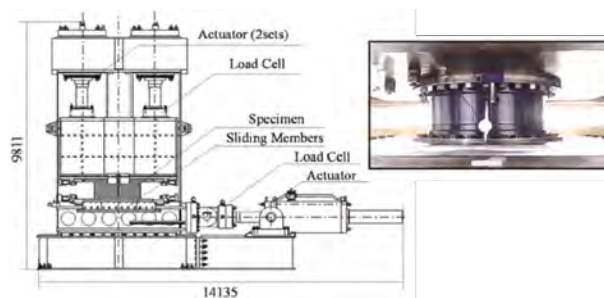 Actuator (2sets)
Load Cell
Specimen
Sliding Members
Load Cell
Actuator
9811
14135